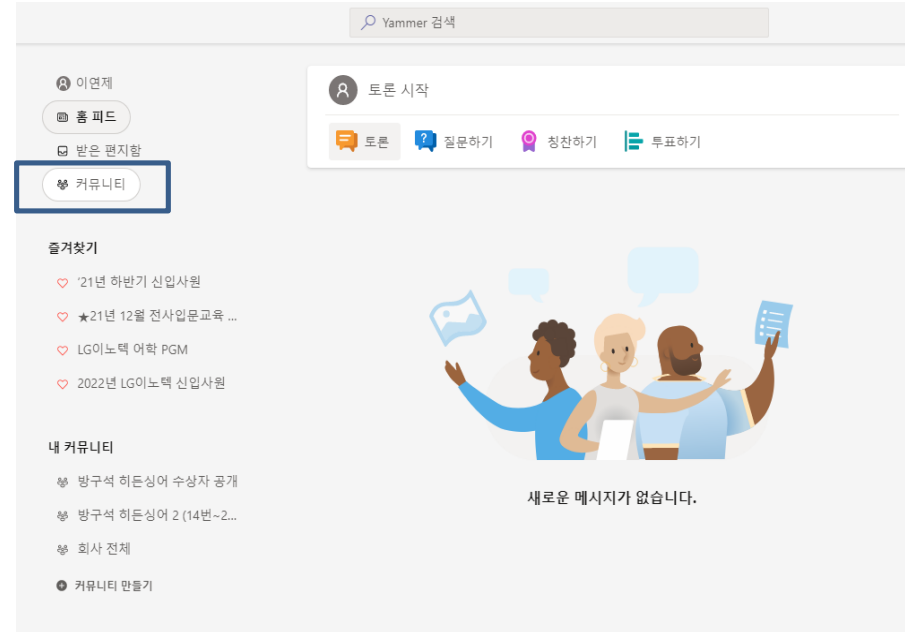 Yammer 검색
이연제
홈 피드
받은 편지함
커뮤니티
즐겨찾기
'21년 하반기 신입사원
★21년 12월 전사입문교육 ...
LG이노텍 어학 PGM
2022년 LG이노텍 신입사원
내 커뮤니티
방구석 히든싱어 수상자 공개
방구석 히든싱어 2 (14번~2...
회사 전체
커뮤니티 만들기
토론 시작
토론 질문하기 칭찬하기 투표하기
새로운 메시지가 없습니다.